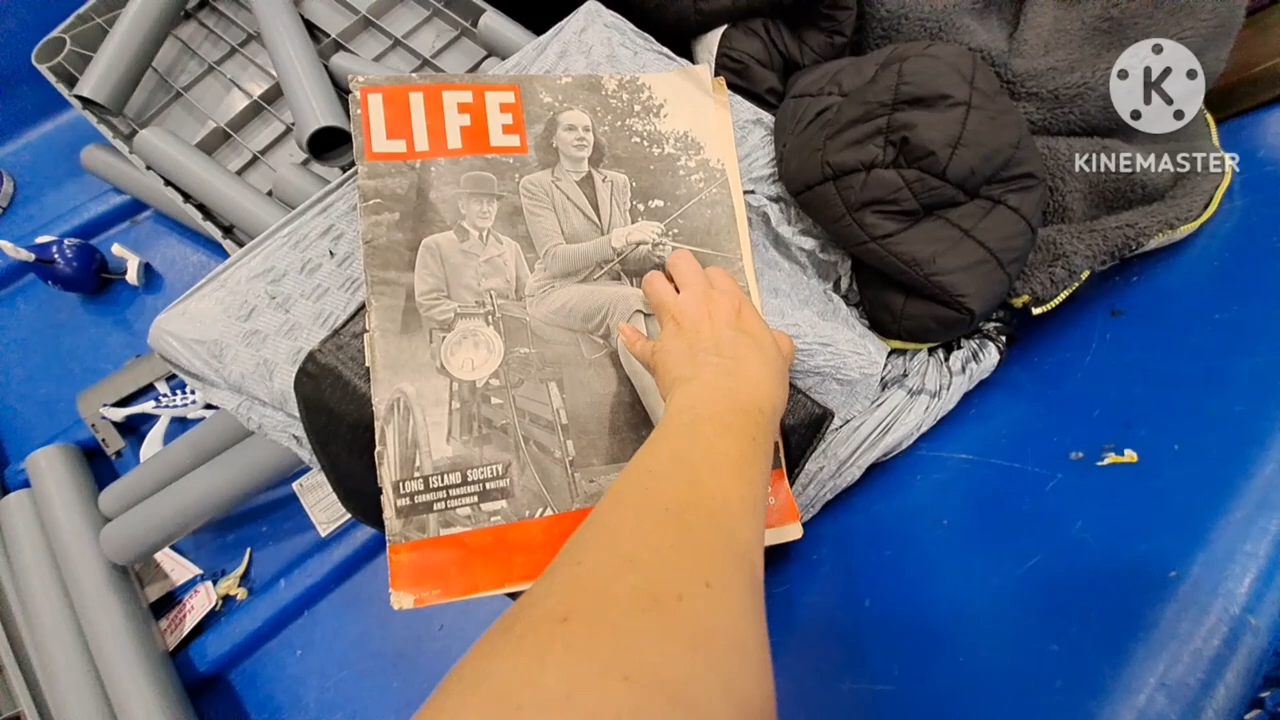 LIFE
LONG ISLAND SOCIETY
MRS. CORNELIUS VANDERBILT WHITNEY
AND COACHMAN
K
KINEMASTER